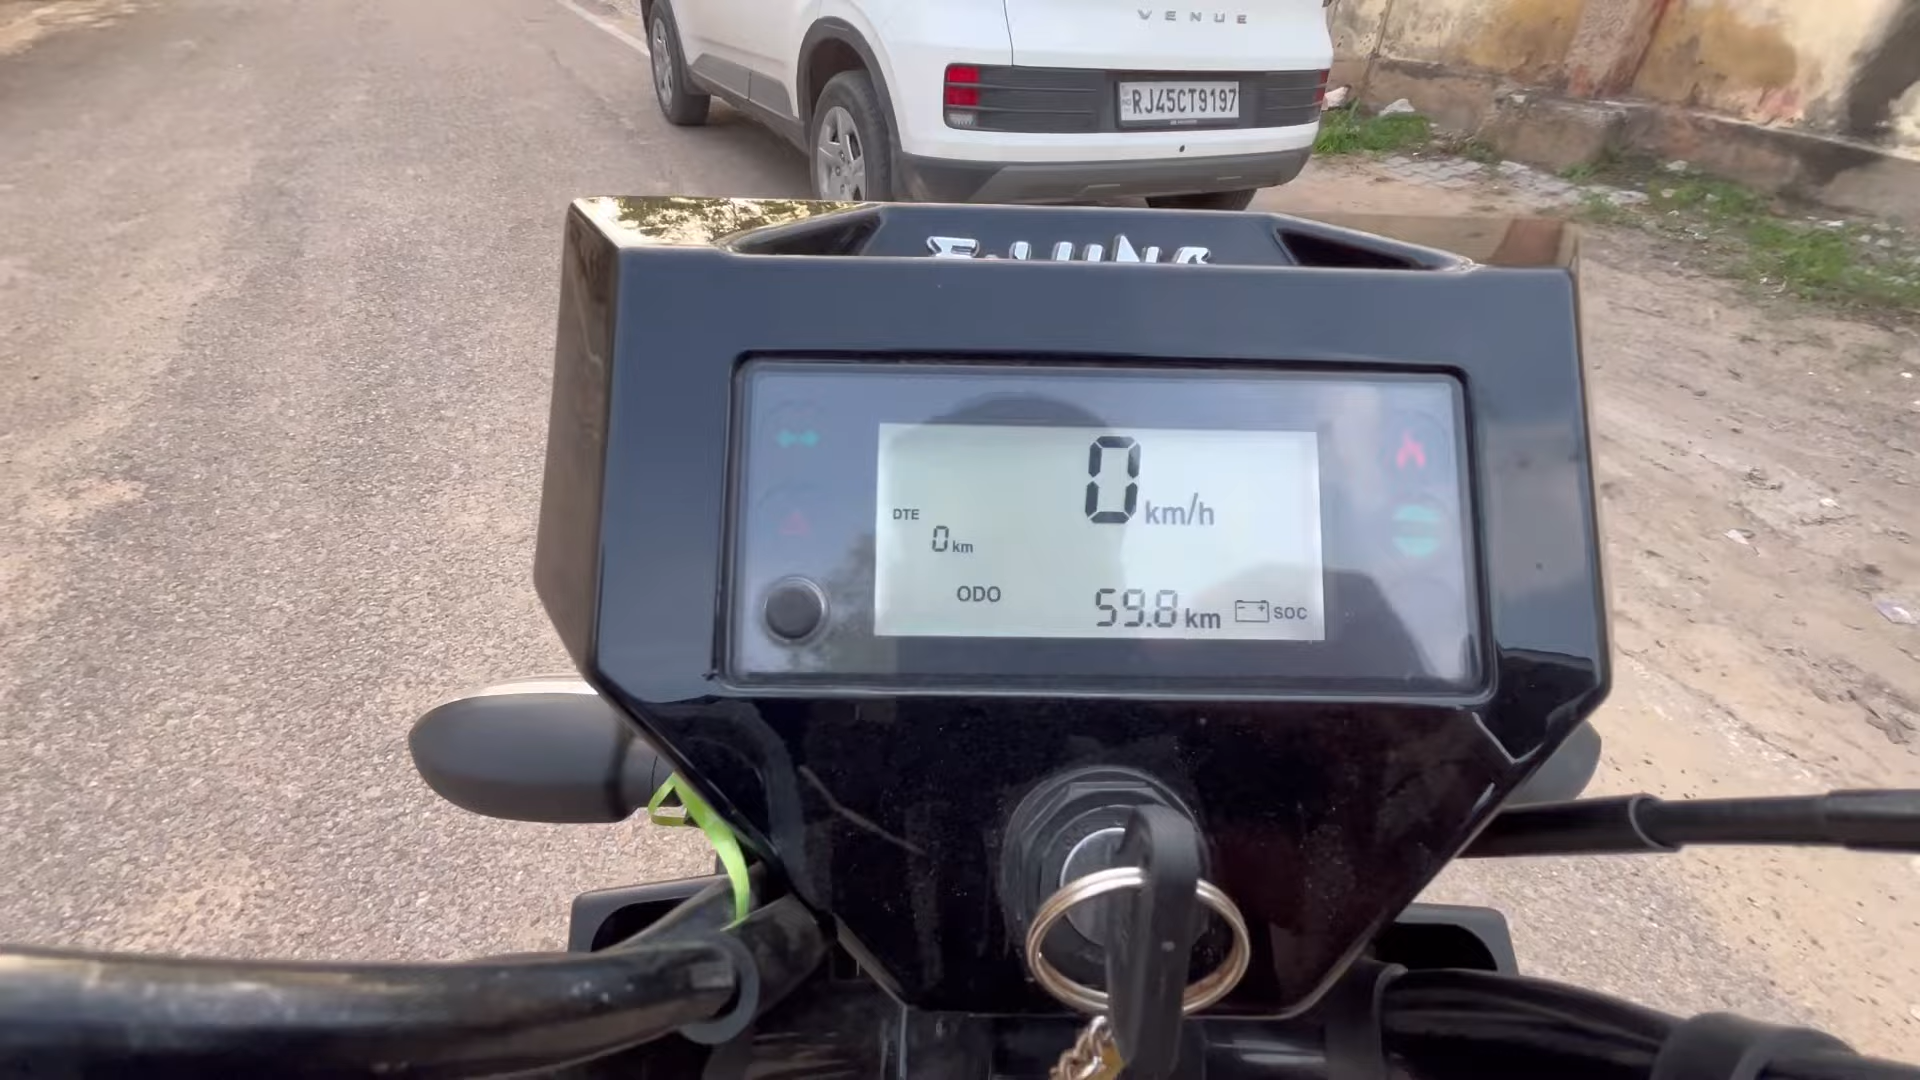 VENUE
RJ45CT9197
0 km/h
DTE
0 km
ODO 59.8 km SOC